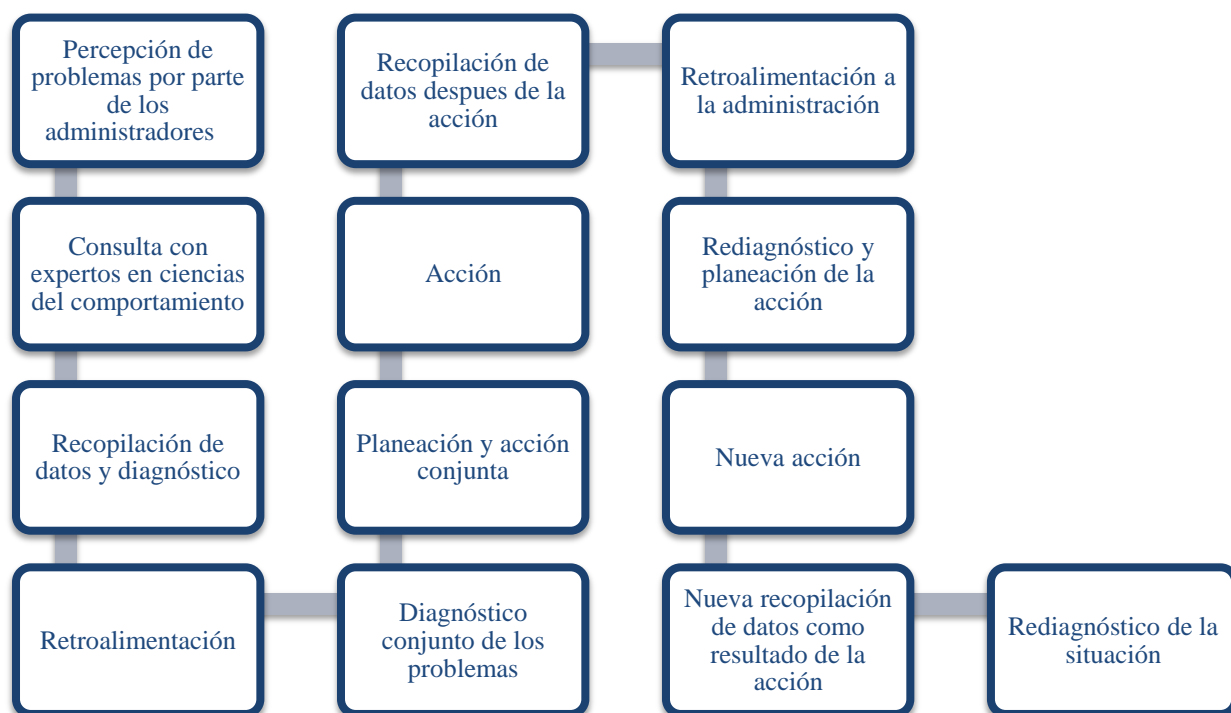 Percepción de
problemas por parte
de los
administradores
Consulta con
expertos en ciencias
del comportamiento
Recopilación de
datos y diagnóstico
Retroalimentación
Diagnóstico
conjunto de los
problemas
Planeación y acción
conjunta
Acción
Recopilación de
datos despues de la
acción
Retroalimentación a
la administración
Rediagnóstico y
planeación de la
acción
Nueva acción
Nueva recopilación
de datos como
resultado de la
acción
Rediagnóstico de la
situación